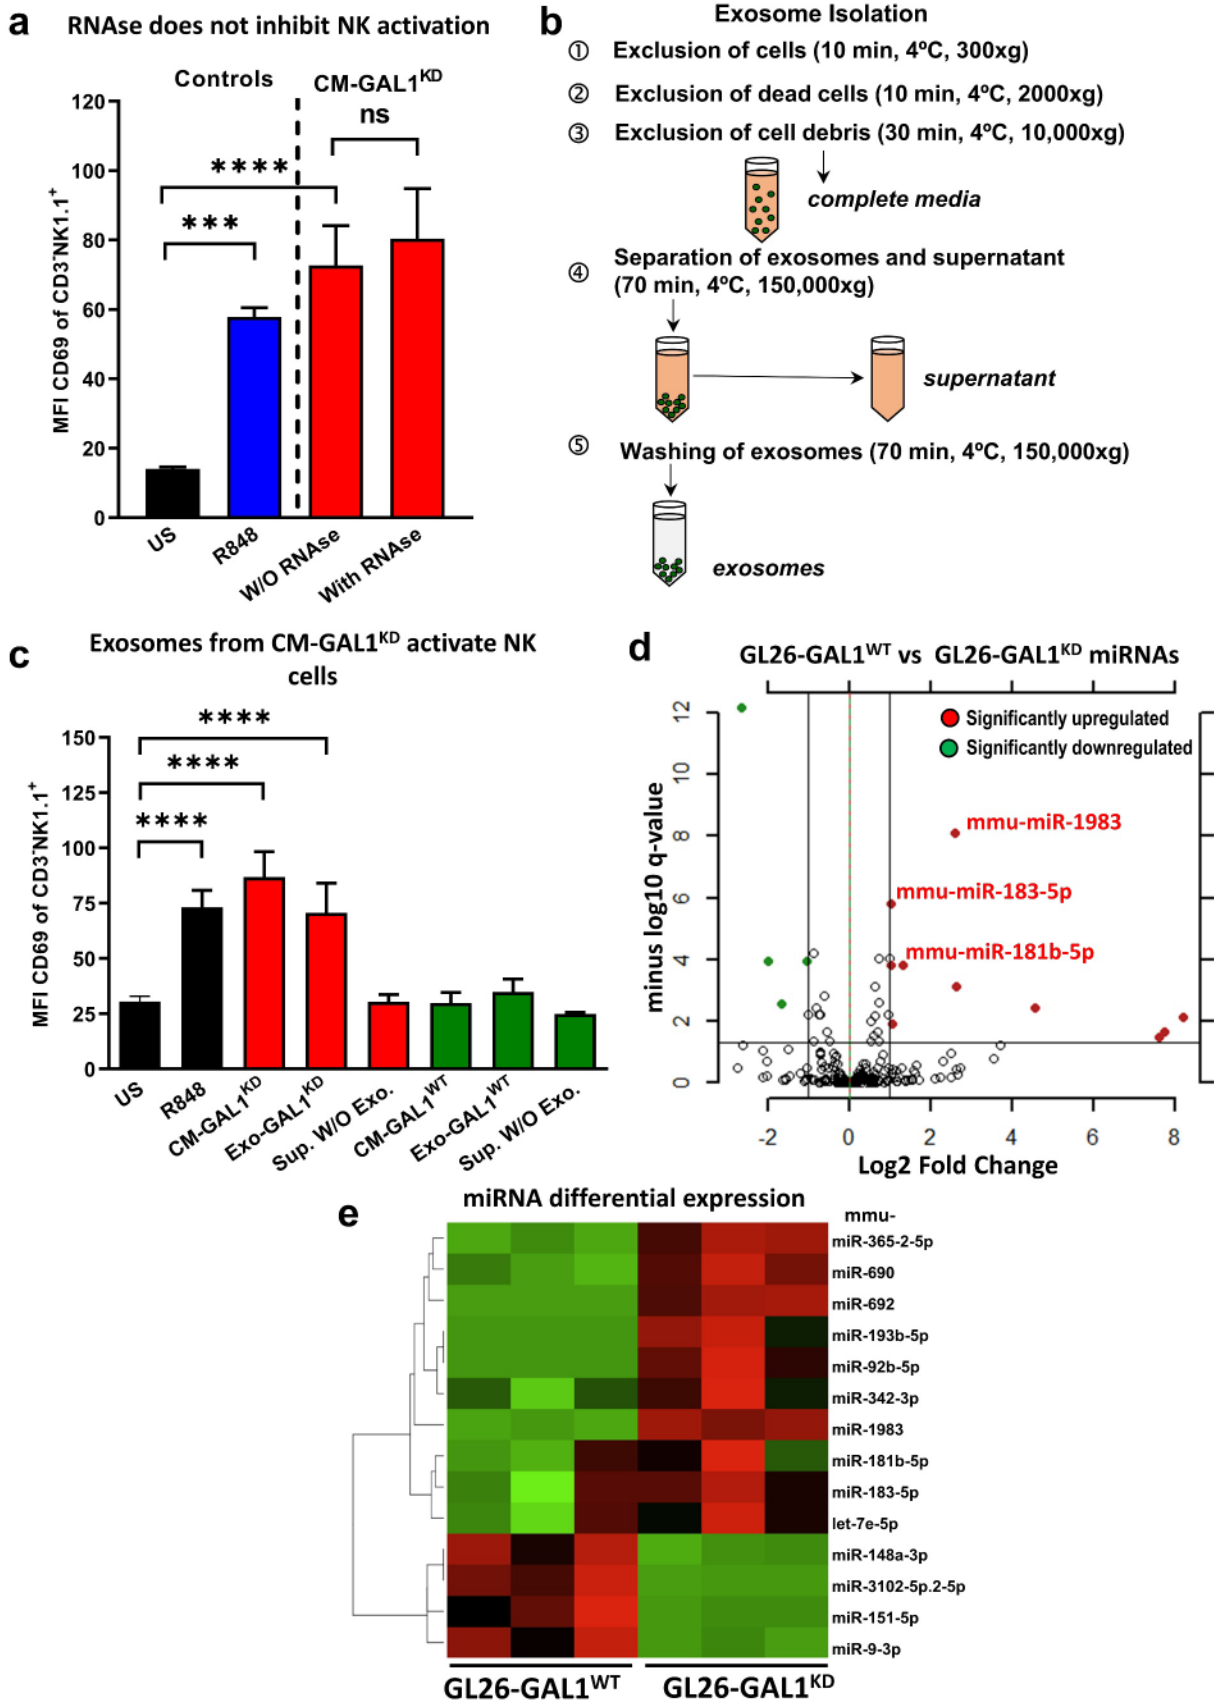 a RNAse does not inhibit NK activation
Controls
CM-GAL1KD
ns
****
***
MFI CD69 of CD3-NK1.1+
120
100
80
60
40
20
0
US
R848
W/O RNAse
With RNAse
b Exosome Isolation
① Exclusion of cells (10 min, 4ºC, 300xg)
② Exclusion of dead cells (10 min, 4ºC, 2000xg)
③ Exclusion of cell debris (30 min, 4ºC, 10,000xg)
complete media
④ Separation of exosomes and supernatant
(70 min, 4ºC, 150,000xg)
supernatant
⑤ Washing of exosomes (70 min, 4ºC, 150,000xg)
exosomes
c Exosomes from CM-GAL1KD activate NK
cells
****
****
****
MFI CD69 of CD3-NK1.1+
150
125
100
75
50
25
0
US
R848
CM-GAL1KD
Exo-GAL1KD
Sup. W/O Exo.
CM-GAL1WT
Exo-GAL1WT
Sup. W/O Exo.
d GL26-GAL1WT vs GL26-GAL1KD miRNAs
Significantly upregulated
Significantly downregulated
mmu-miR-1983
mmu-miR-183-5p
mmu-miR-181b-5p
minus log10 q-value
12
10
8
6
4
2
0
-2 0 2 4 6 8
Log2 Fold Change
e miRNA differential expression
mmu-
miR-365-2-5p
miR-690
miR-692
miR-193b-5p
miR-92b-5p
miR-342-3p
miR-1983
miR-181b-5p
miR-183-5p
let-7e-5p
miR-148a-3p
miR-3102-5p.2-5p
miR-151-5p
miR-9-3p
GL26-GAL1WT GL26-GAL1KD